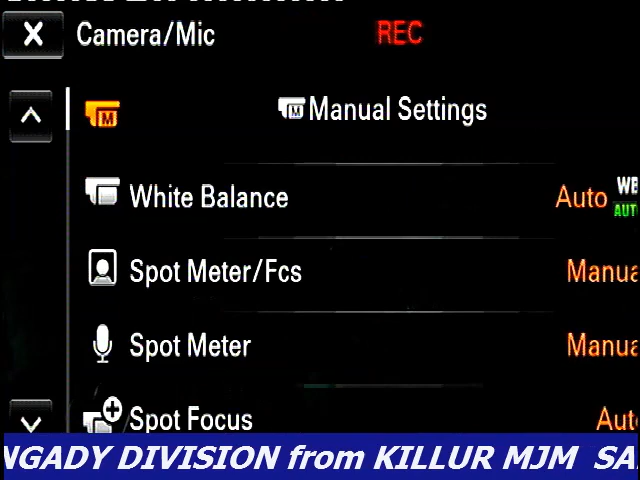 X Camera/Mic REC
M Manual Settings
White Balance Auto
AUT
Spot Meter/Fcs
Spot Meter
Spot Focus
DIVISION from KILLUR MJM